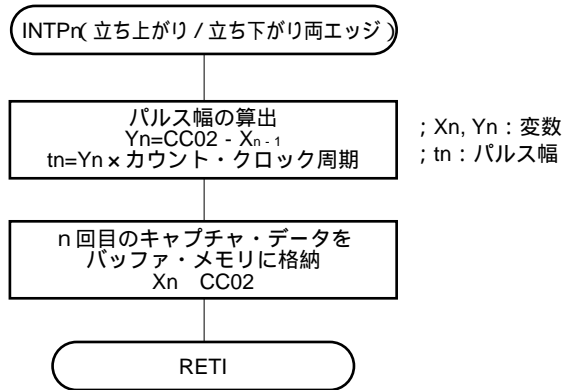 INTPn(立ち上がり/立ち下がり両エッジ)
パルス幅の算出
Yn=CC02 - Xn - 1
tn=Yn×カウント・クロック周期
; Xn, Yn:変数
; tn:パルス幅
n回目のキャプチャ・データを
バッファ・メモリに格納
Xn CC02
RETI